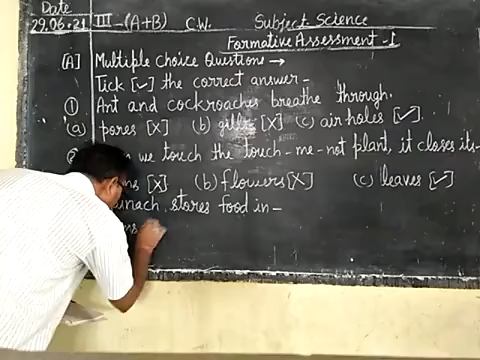 Date
29.06.21 III - (A+B) C.W. Subject Science
Formative Assessment - I
[A] Multiple Choice Questions →
Tick [✓] the correct answer -
① Ant and cockroaches breathe through.
(a) pores [X] (b) gills [X] (c) air holes [✓].
we touch the touch-me-not plant, it closes its-
[X] (b) flowers [X] (c) leaves [✓]
stores food in -